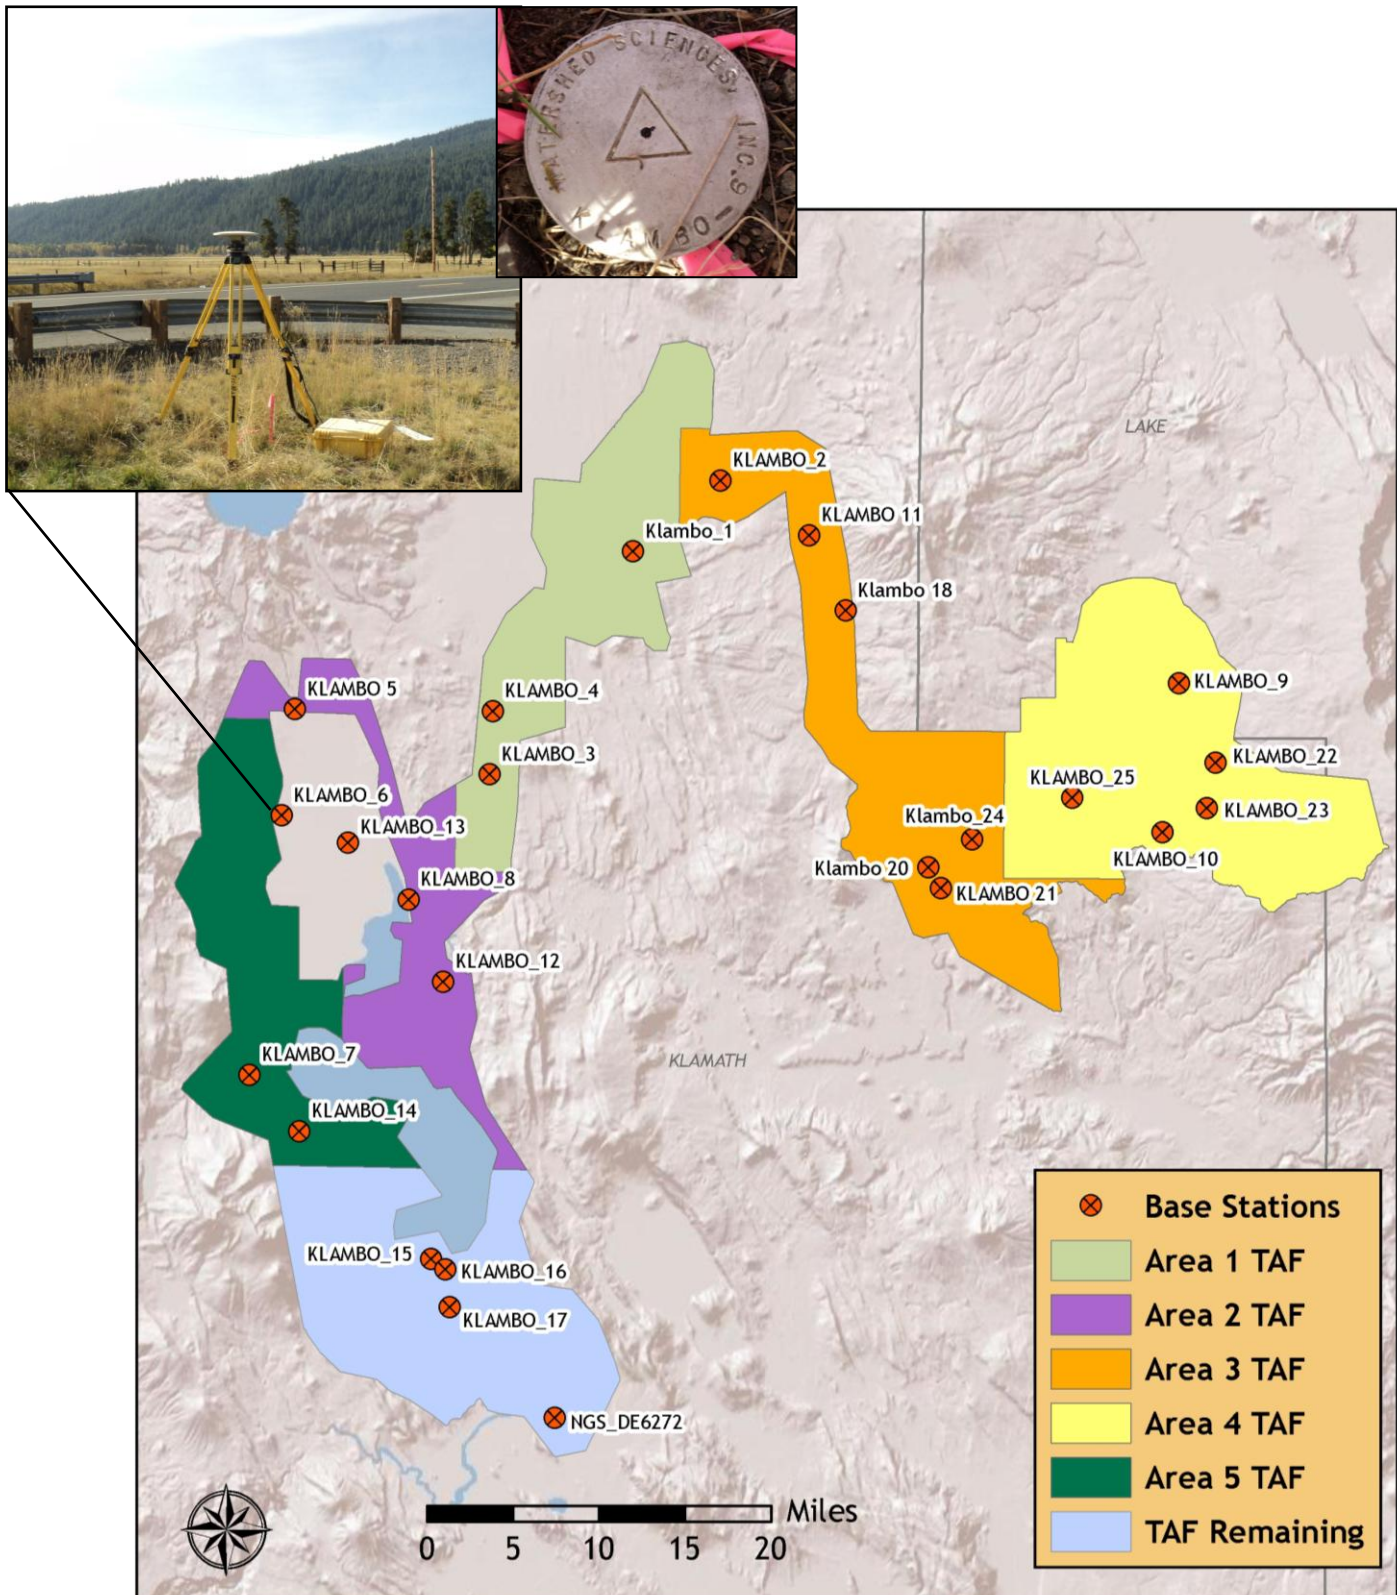 WATERSHED SCIENCES, INC. 9-
KLAMBO
LAKE
KLAMBO_2
KLAMBO 11
Klambo_1
Klambo 18
KLAMBO_9
KLAMBO 5
KLAMBO_4
KLAMBO_3
KLAMBO_22
KLAMBO_25
KLAMBO_6
KLAMBO_23
Klambo_24
KLAMBO_13
KLAMBO_10
Klambo 20
KLAMBO_8
KLAMBO 21
KLAMBO_12
KLAMATH
KLAMBO_7
KLAMBO_14
KLAMBO_15
KLAMBO_16
KLAMBO_17
NGS_DE6272
Base Stations
Area 1 TAF
Area 2 TAF
Area 3 TAF
Area 4 TAF
Area 5 TAF
TAF Remaining
Miles
0 5 10 15 20